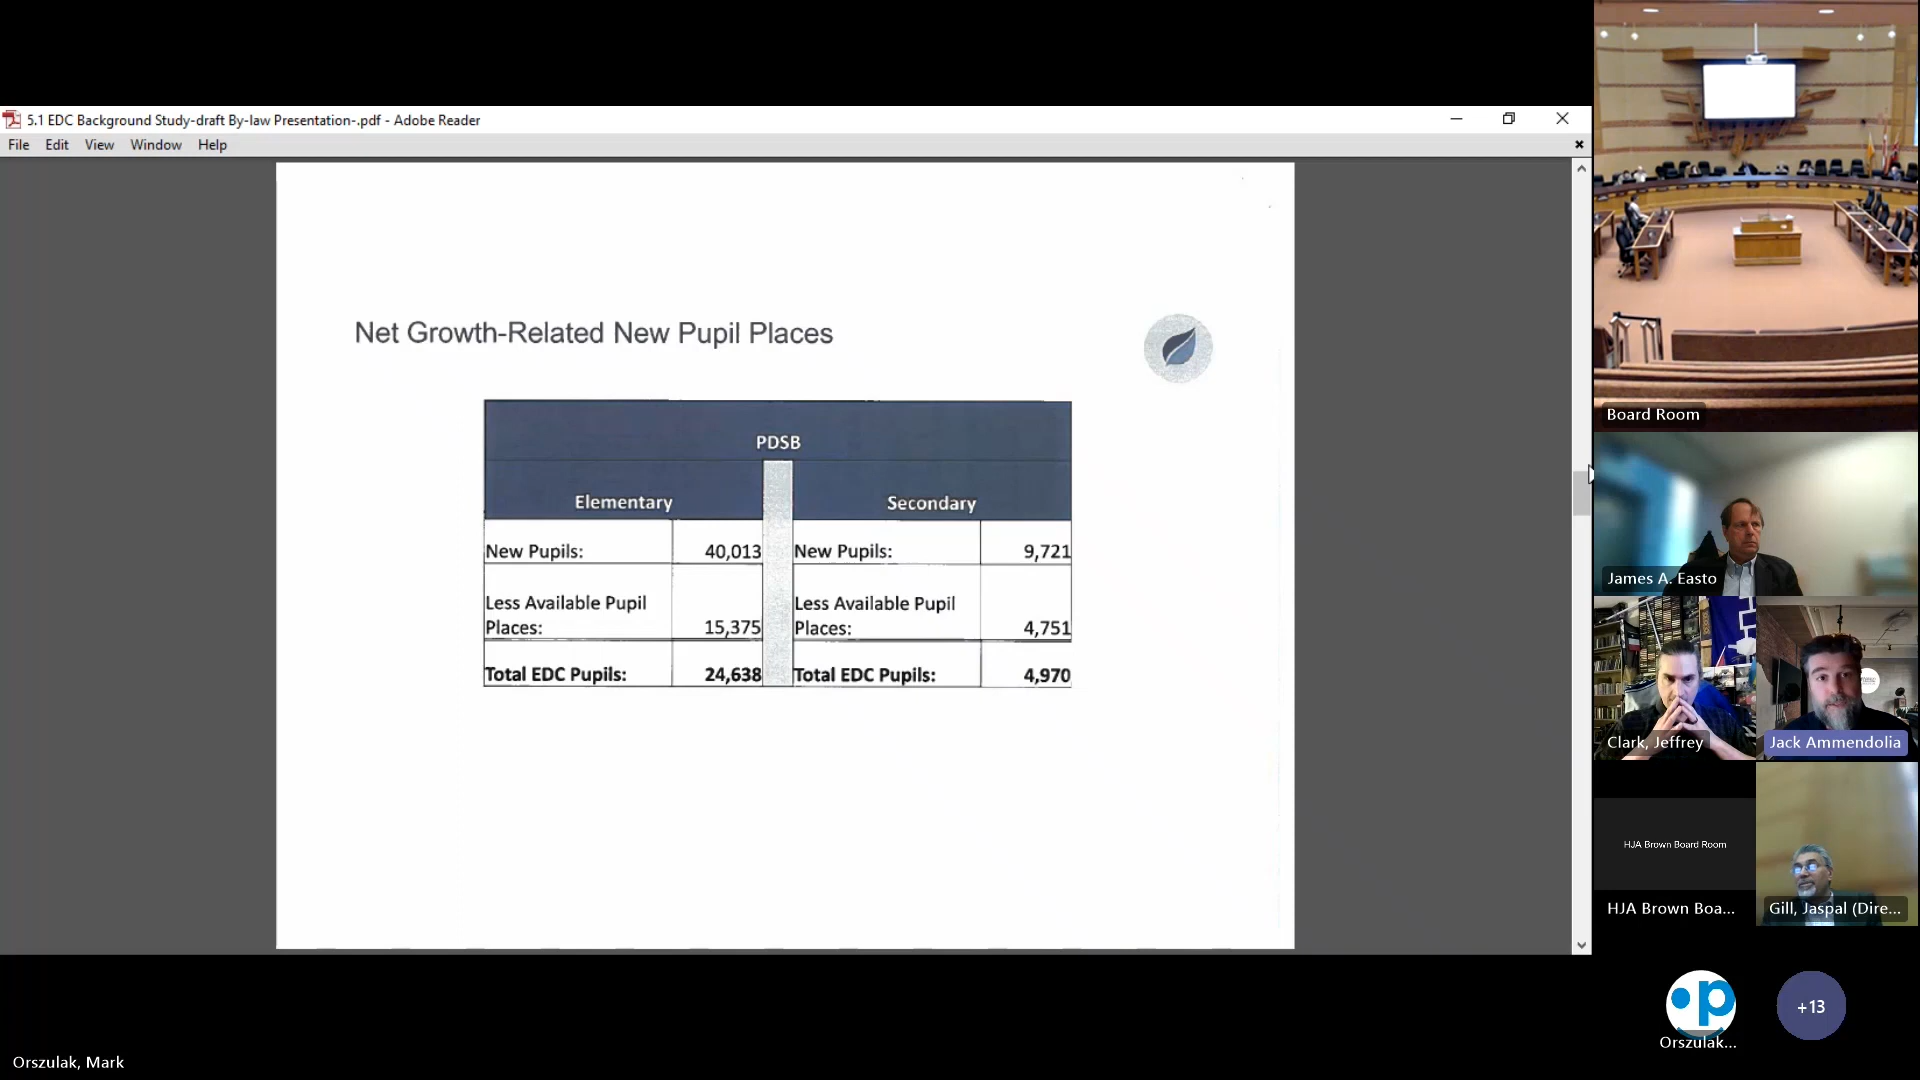 5.1 EDC Background Study-draft By-law Presentation-.pdf - Adobe Reader
File Edit View Window Help
Net Growth-Related New Pupil Places
PDSB
Elementary Secondary
New Pupils: 40,013 New Pupils: 9,721
Less Available Pupil
Places: 15,375
Less Available Pupil
Places: 4,751
Total EDC Pupils: 24,638 Total EDC Pupils: 4,970
Board Room
James A. Easto
Clark, Jeffrey
Jack Ammendolia
HJA Brown Board Room
HJA Brown Boa...
Gill, Jaspal (Dire...
p
Orszulak...
+13
Orszulak, Mark